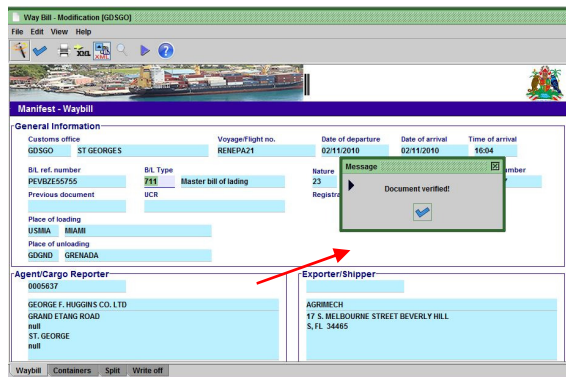 Way Bill - Modification [GDSGO]
File Edit View Help
XML
XML
Manifest - Waybill
General Information
Customs office Voyage/Flight no. Date of departure Date of arrival Time of arrival
GDSGO ST GEORGES RENEPA21 02/11/2010 02/11/2010 16:04
B/L ref. number B/L Type Nature
PEVBZE55755 711 Master bill of lading 23
Previous document UCR Registra
Message
Document verified!
Place of loading
USMIA MIAMI
Place of unloading
GDGND GRENADA
Agent/Cargo Reporter
0005637
GEORGE F. HUGGINS CO. LTD
GRAND ETANG ROAD
null
ST. GEORGE
null
Exporter/Shipper
AGRIMECH
17 S. MELBOURNE STREET BEVERLY HILL
S, FL 34465
Waybill Containers Split Write off